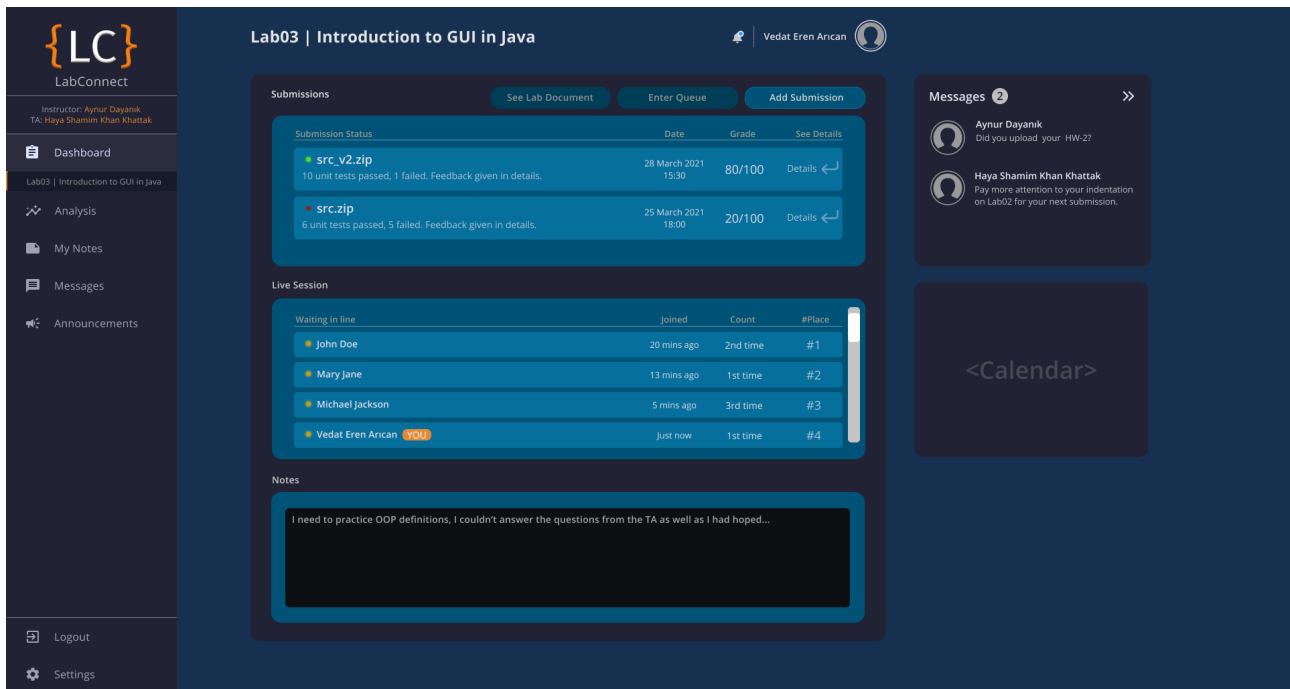 {LC}
LabConnect
Instructor: Aynur Dayanık
TA: Haya Shamim Khan Khattak
Dashboard
Lab03 | Introduction to GUI in Java
Analysis
My Notes
Messages
Announcements
Logout
Settings
Lab03 | Introduction to GUI in Java
Vedat Eren Arıcan
Submissions
See Lab Document
Enter Queue
Add Submission
Submission Status Date Grade See Details
src_v2.zip
10 unit tests passed, 1 failed. Feedback given in details.
28 March 2021
15:30
80/100
Details
src.zip
6 unit tests passed, 5 failed. Feedback given in details.
25 March 2021
18:00
20/100
Details
Live Session
Waiting in line Joined Count #Place
John Doe 20 mins ago 2nd time #1
Mary Jane 13 mins ago 1st time #2
Michael Jackson 5 mins ago 3rd time #3
Vedat Eren Arıcan YOU Just now 1st time #4
Notes
I need to practice OOP definitions, I couldn't answer the questions from the TA as well as I had hoped...
Messages 2
Aynur Dayanık
Did you upload your HW-2?
Haya Shamim Khan Khattak
Pay more attention to your indentation
on Lab02 for your next submission.
<Calendar>